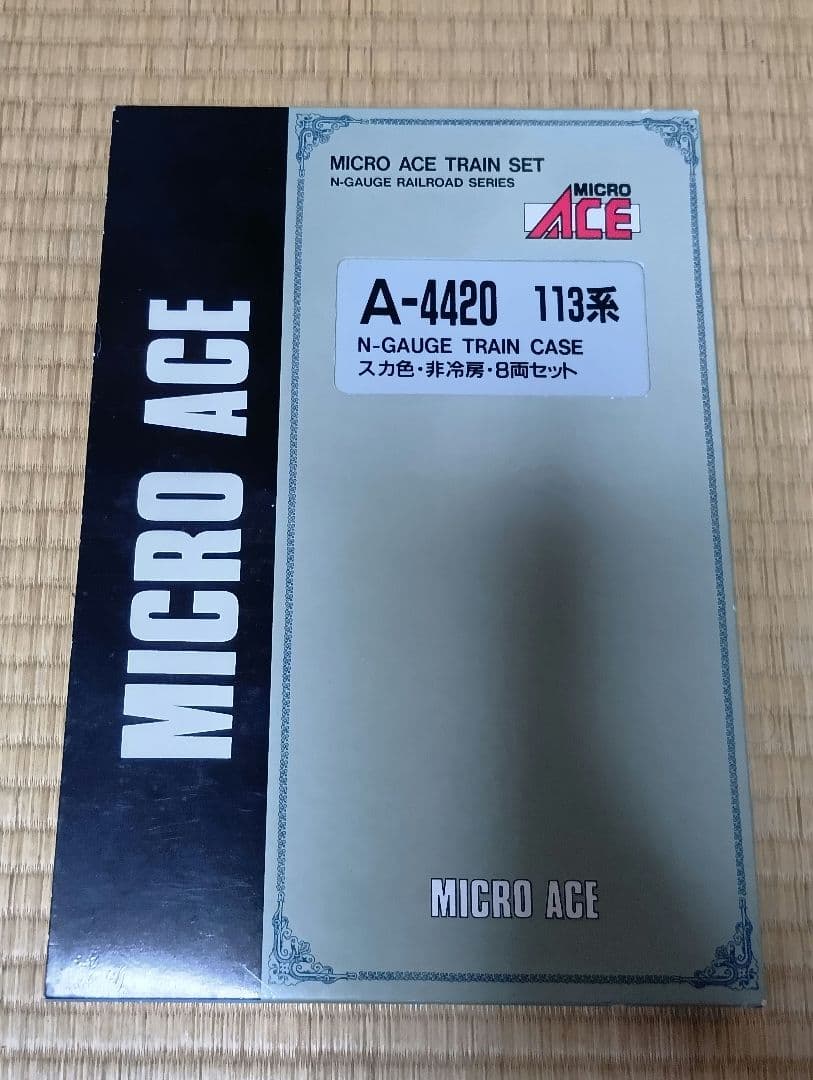 MICRO ACE
MICRO ACE TRAIN SET
N-GAUGE RAILROAD SERIES
MICRO
ACE
A-4420 113系
N-GAUGE TRAIN CASE
スカ色・非冷房・8両セット
MICRO ACE